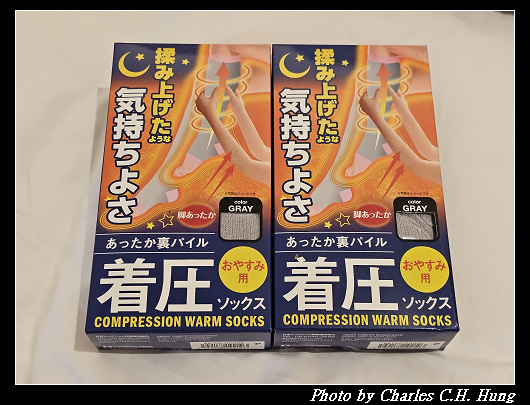 揉み上げた
ような
気持ちよさ
脚あったか
color
GRAY
あったか裏パイル
着圧
おやすみ
用
ソックス
COMPRESSION WARM SOCKS
揉み上げた
ような
気持ちよさ
脚あったか
color
GRAY
あったか裏パイル
着圧
おやすみ
用
ソックス
COMPRESSION WARM SOCKS
Photo by Charles C.H. Hung